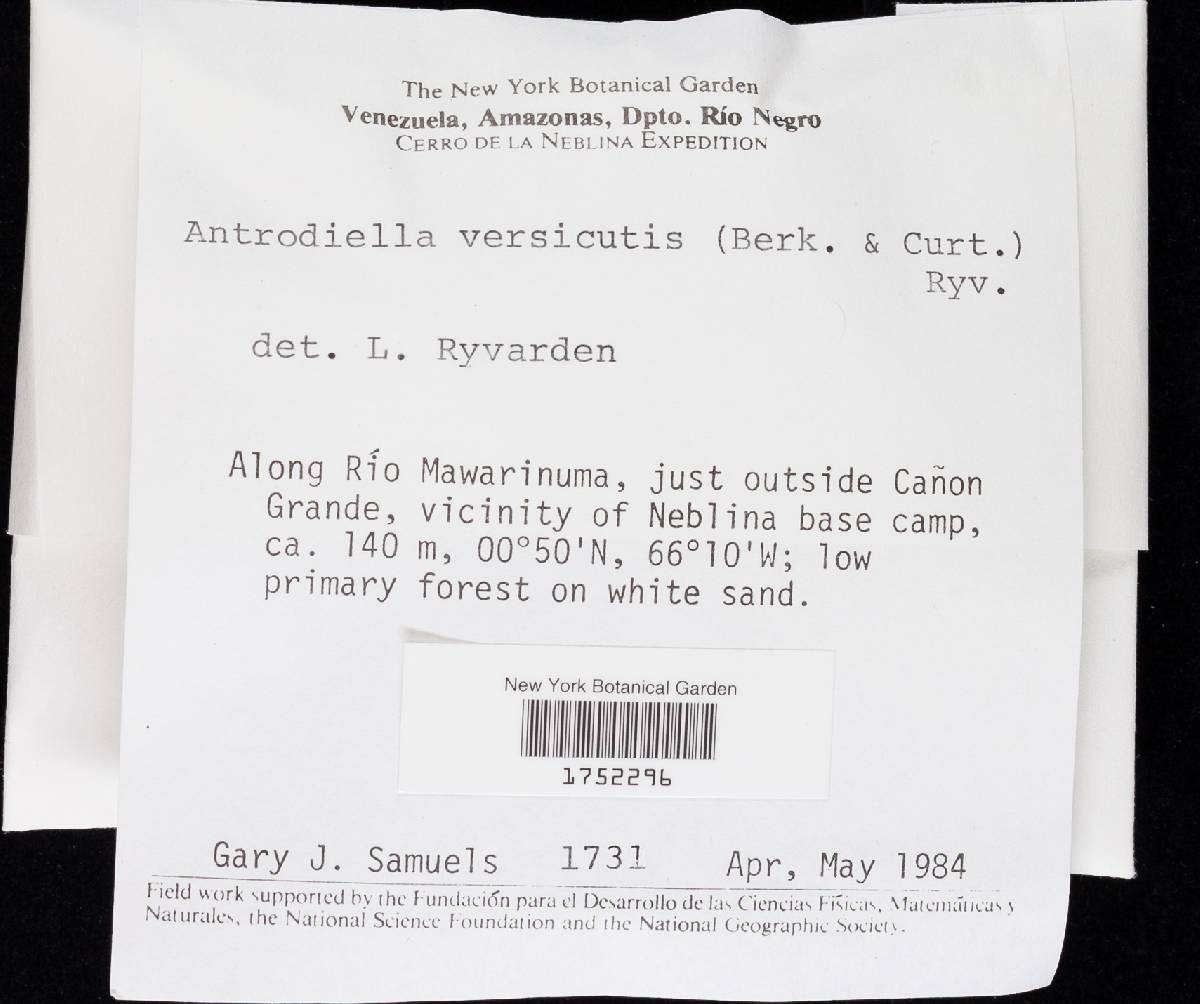 The New York Botanical Garden
Venezuela, Amazonas, Dpto. Río Negro
CERRO DE LA NEBLINA EXPEDITION
Antrodiella versicutis (Berk. & Curt.)
Ryv.
det. L. Ryvarden
Along Río Mawarinuma, just outside Cañon
Grande, vicinity of Neblina base camp,
ca. 140 m, 00°50'N, 66°10'W; low
primary forest on white sand.
New York Botanical Garden
1752296
Gary J. Samuels 1731 Apr, May 1984
Field work supported by the Fundación para el Desarrollo de las Ciencias Físicas, Matemáticas y
Naturales, the National Science Foundation and the National Geographic Society.